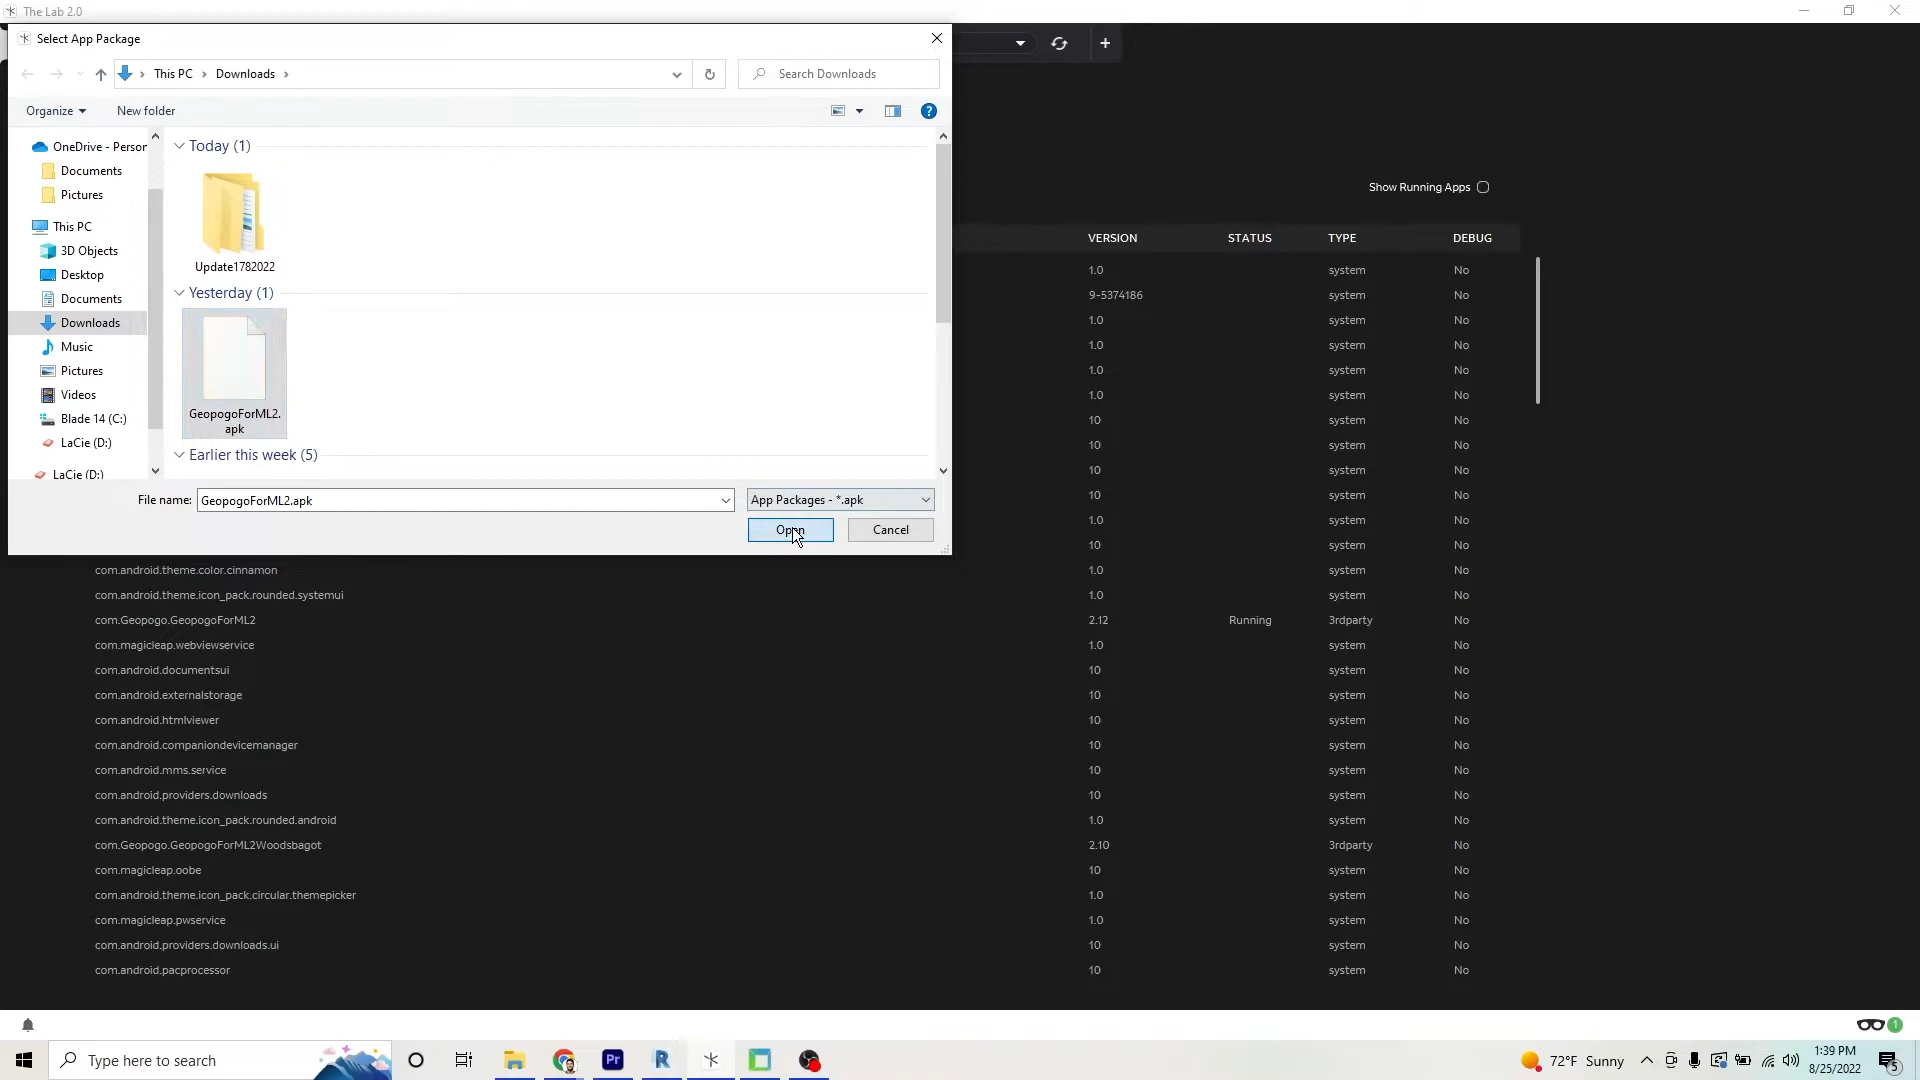 The Lab 2.0
Select App Package
This PC
Downloads
Search Downloads
Organize
New folder
OneDrive - Person
Documents
Pictures
This PC
3D Objects
Desktop
Documents
Downloads
Music
Pictures
Videos
Blade 14 (C:)
LaCie (D:)
LaCie (D:)
Today (1)
Update1782022
Yesterday (1)
GeopogoForML2.
apk
Earlier this week (5)
File name: GeopogoForML2.apk
App Packages - *.apk
Open
Cancel
Show Running Apps
VERSION STATUS TYPE DEBUG
1.0 system No
9-5374186 system No
1.0 system No
1.0 system No
1.0 system No
1.0 system No
10 system No
10 system No
10 system No
10 system No
1.0 system No
10 system No
com.android.theme.color.cinnamon 1.0 system No
com.android.theme.icon_pack.rounded.systemui 1.0 system No
com.Geopogo.GeopogoForML2 2.12 Running 3rdparty No
com.magicleap.webviewservice 1.0 system No
com.android.documentsui 10 system No
com.android.externalstorage 10 system No
com.android.htmlviewer 10 system No
com.android.companiondevicemanager 10 system No
com.android.mms.service 10 system No
com.android.providers.downloads 10 system No
com.android.theme.icon_pack.rounded.android 1.0 system No
com.Geopogo.GeopogoForML2Woodsbagot 2.10 3rdparty No
com.magicleap.oobe 10 system No
com.android.theme.icon_pack.circular.themepicker 1.0 system No
com.magicleap.pwservice 1.0 system No
com.android.providers.downloads.ui 10 system No
com.android.pacprocessor 10 system No
1
Type here to search
Pr
R
72°F Sunny
1:39 PM
8/25/2022
5